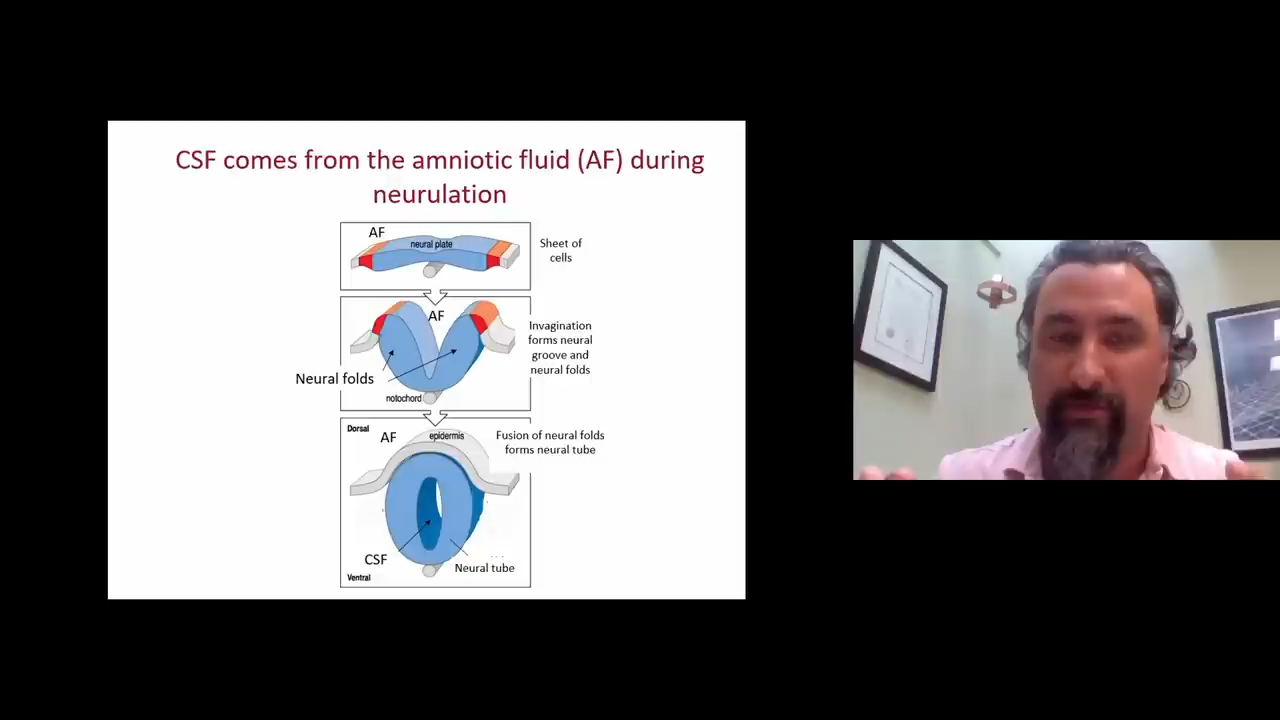 CSF comes from the amniotic fluid (AF) during
neurulation
AF
neural plate
Sheet of
cells
AF
Invagination
forms neural
groove and
neural folds
Neural folds
notochord
Dorsal
AF
epidermis
Fusion of neural folds
forms neural tube
CSF
Neural tube
Ventral